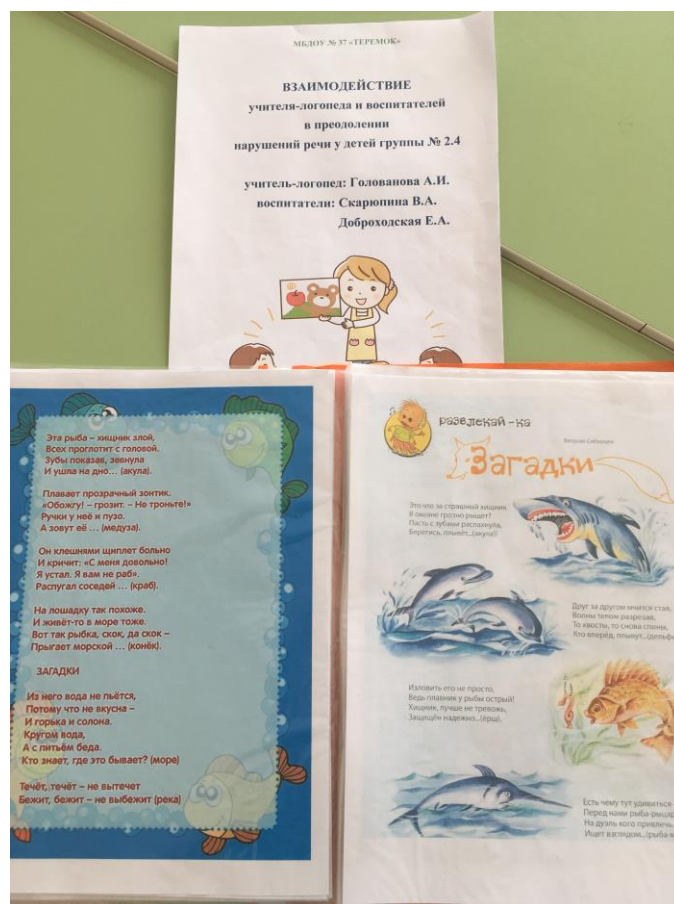 МБДОУ № 37 «ТЕРЕМОК»
ВЗАИМОДЕЙСТВИЕ
учителя-логопеда и воспитателей
в преодолении
нарушений речи у детей группы № 2.4
учитель-логопед: Голованова А.И.
воспитатели: Скарюпина В.А.
Доброходская Е.А.
Эта рыба – хищник злой,
Всех проглотит с головой.
Зубы показав, зевнула
И ушла на дно... (акула).
Плавает прозрачный зонтик.
«Обожгу! – грозит. – Не троньте!»
Ручки у неё и пузо.
А зовут её ... (медуза).
Он клешнями щиплет больно
И кричит: «С меня довольно!
Я устал. Я вам не раб».
Распугал соседей ... (краб).
На лошадку так похоже.
И живёт-то в море тоже.
Вот так рыбка, скок, да скок –
Прыгает морской ... (конёк).
ЗАГАДКИ
Из него вода не пьётся,
Потому что не вкусна –
И горька и солона.
Кругом вода,
А с питьём беда.
Кто знает, где это бывает? (море)
Течёт, течёт – не вытечет
Бежит, бежит – не выбежит (река)
развлекай -ка
Загадки
Это что за страшный хищник
В океане грозно рыщет?
Пасть с зубами распахнула,
Берегись, плывёт...(акула)!
Друг за другом мчится стая,
Волны телом разрезая,
То хвосты, то снова спины,
Кто вперёд, плывут...
Изловить его не просто,
Ведь плавник у рыбы острый!
Хищник, лучше не тревожь,
Защищён надежно...(ёрш).
Есть чему тут удивиться
Перед нами
На дуэль кого привлечь
Ищет взглядом...